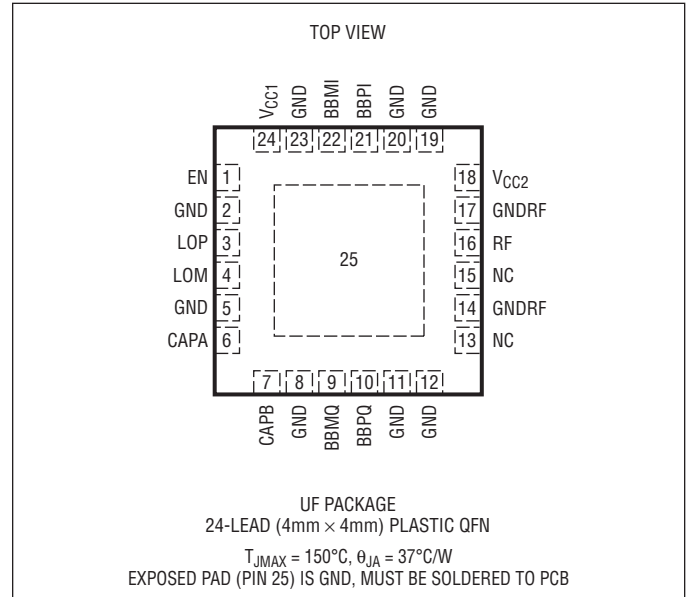 TOP VIEW
VCC1
GND
BBMI
BBPI
GND
GND
24 23 22 21 20 19
EN 1
GND 2
LOP 3
LOM 4
GND 5
CAPA 6
25
18 VCC2
17 GNDRF
16 RF
15 NC
14 GNDRF
13 NC
7 8 9 10 11 12
CAPB
GND
BBMQ
BBPQ
GND
GND
UF PACKAGE
24-LEAD (4mm × 4mm) PLASTIC QFN
TJMAX = 150°C, θJA = 37°C/W
EXPOSED PAD (PIN 25) IS GND, MUST BE SOLDERED TO PCB